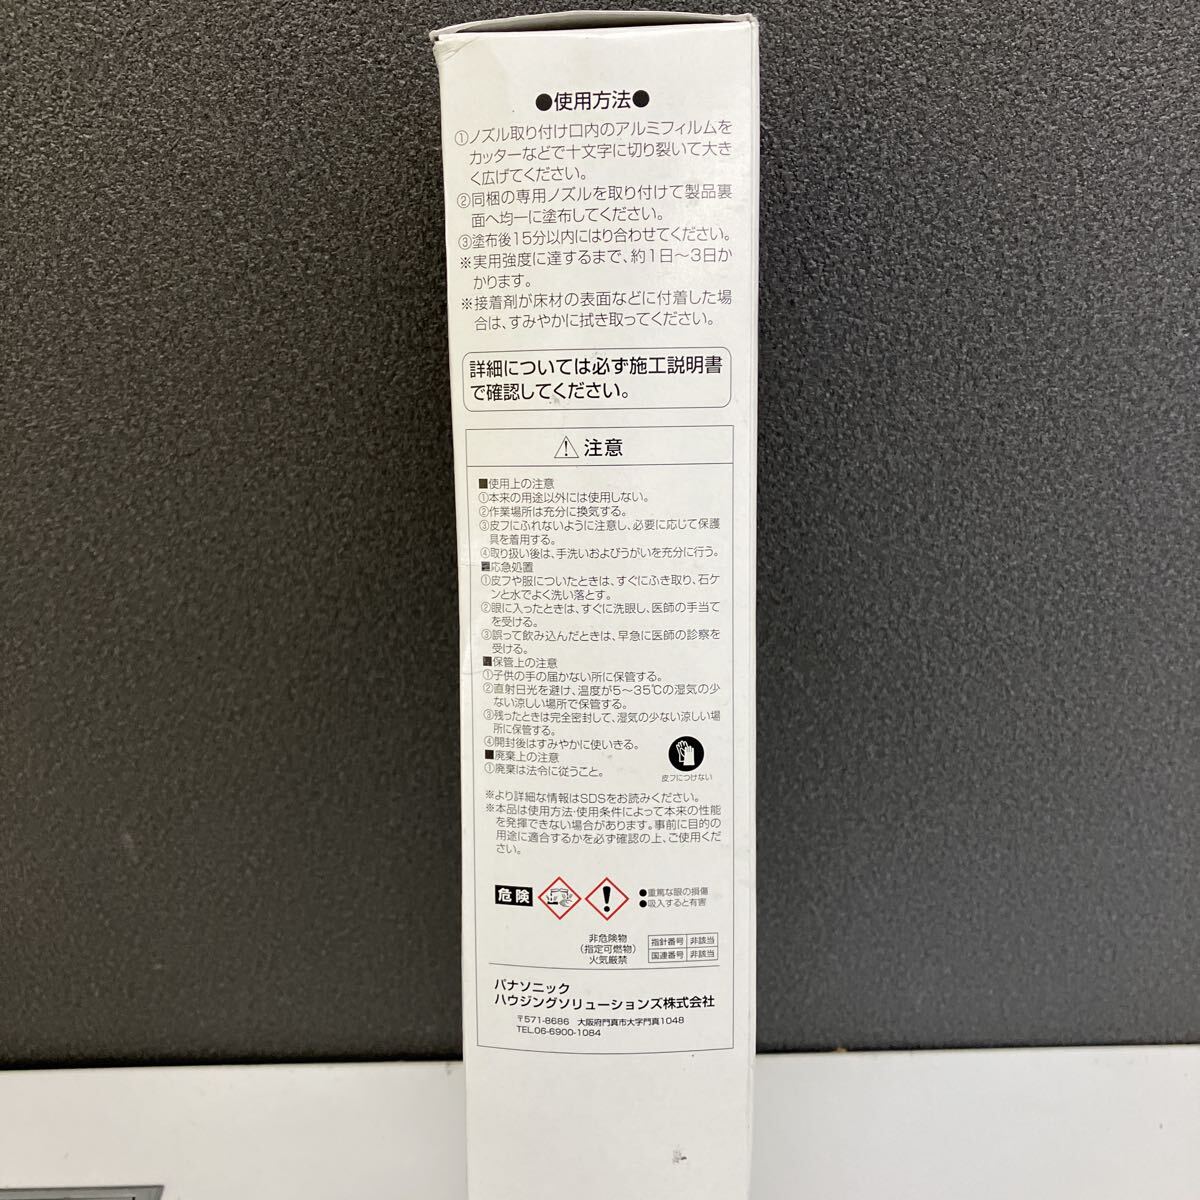 ●使用方法●
①ノズル取り付け口内のアルミフィルムを
カッターなどで十文字に切り裂いて大き
く広げてください。
②同梱の専用ノズルを取り付けて製品裏
面へ均一に塗布してください。
③塗布後15分以内にはり合わせてください。
※実用強度に達するまで、約1日〜3日か
かります。
※接着剤が床材の表面などに付着した場
合は、すみやかに拭き取ってください。
詳細については必ず施工説明書
で確認してください。
注意
■使用上の注意
①本来の用途以外には使用しない。
②作業場所は充分に換気する。
③皮フにふれないように注意し、必要に応じて保護
具を着用する。
④取り扱い後は、手洗いおよびうがいを充分に行う。
■応急処置
①皮フや服についたときは、すぐにふき取り、石ケ
ンと水でよく洗い落とす。
②眼に入ったときは、すぐに洗眼し、医師の手当て
を受ける。
③誤って飲み込んだときは、早急に医師の診察を
受ける。
■保管上の注意
①子供の手の届かない所に保管する。
②直射日光を避け、温度が5〜35℃の湿気の少
ない涼しい場所で保管する。
③残ったときは完全密封して、湿気の少ない涼しい場
所に保管する。
④開封後はすみやかに使いきる。
■廃棄上の注意
①廃棄は法令に従うこと。
皮フにつけない
※より詳細な情報はSDSをお読みください。
※本品は使用方法・使用条件によって本来の性能
を発揮できない場合があります。事前に目的の
用途に適合するかを必ず確認の上、ご使用くだ
さい。
危険
●重篤な眼の損傷
●吸入すると有害
非危険物
(指定可燃物)
火気厳禁
指針番号 非該当
国連番号 非該当
パナソニック
ハウジングソリューションズ株式会社
〒571-8686 大阪府門真市大字門真1048
TEL.06-6900-1084